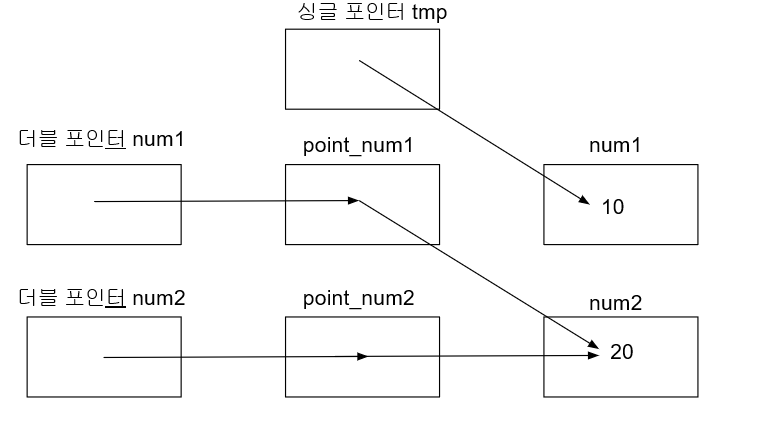 싱글 포인터 tmp
더블 포인터 num1
point_num1
num1
10
더블 포인터 num2
point_num2
num2
20